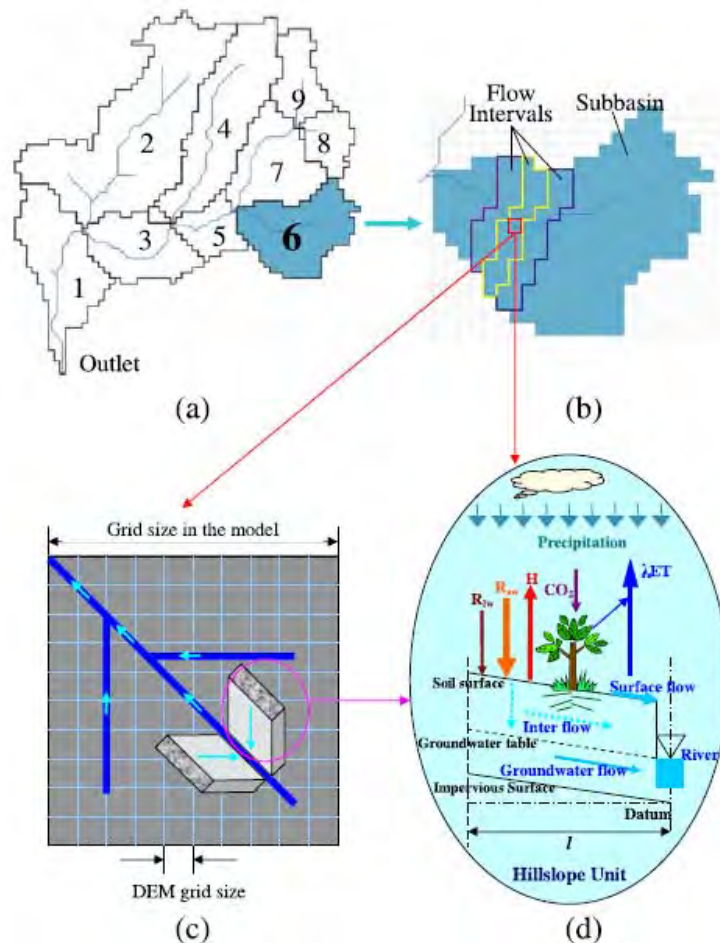 9
2
4
8
7
3
5
6
1
Outlet
(a)
Flow
Intervals
Subbasin
(b)
Grid size in the model
DEM grid size
(c)
Precipitation
λET
H
CO₂
Rsw
Rlw
Soil surface
Surface flow
Inter flow
Groundwater table
River
Groundwater flow
Impervious Surface
Datum
l
Hillslope Unit
(d)